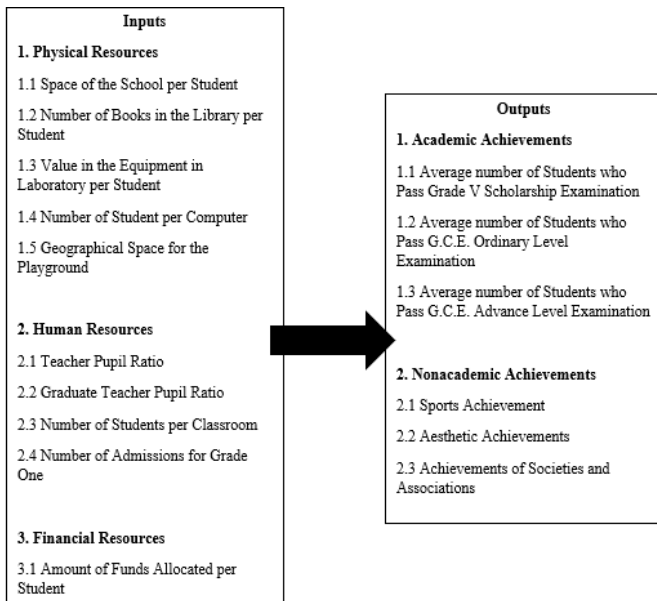 Inputs
1. Physical Resources
1.1 Space of the School per Student
1.2 Number of Books in the Library per
Student
1.3 Value in the Equipment in
Laboratory per Student
1.4 Number of Student per Computer
1.5 Geographical Space for the
Playground
2. Human Resources
2.1 Teacher Pupil Ratio
2.2 Graduate Teacher Pupil Ratio
2.3 Number of Students per Classroom
2.4 Number of Admissions for Grade
One
3. Financial Resources
3.1 Amount of Funds Allocated per
Student
Outputs
1. Academic Achievements
1.1 Average number of Students who
Pass Grade V Scholarship Examination
1.2 Average number of Students who
Pass G.C.E. Ordinary Level
Examination
1.3 Average number of Students who
Pass G.C.E. Advance Level Examination
2. Nonacademic Achievements
2.1 Sports Achievement
2.2 Aesthetic Achievements
2.3 Achievements of Societies and
Associations